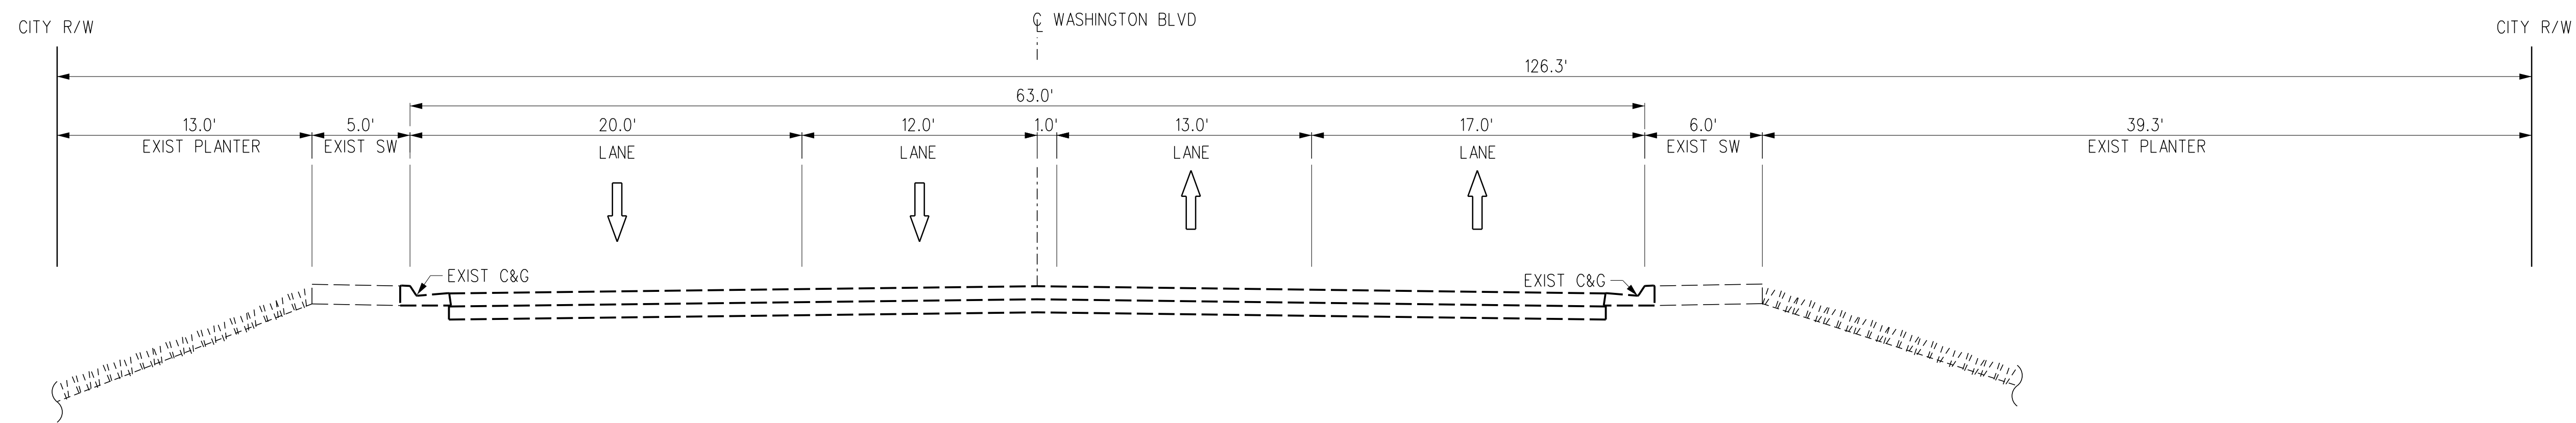 CITY R/W
℄ WASHINGTON BLVD
CITY R/W
126.3'
63.0'
13.0'
EXIST PLANTER
5.0'
EXIST SW
20.0'
LANE
12.0'
LANE
1.0'
13.0'
LANE
17.0'
LANE
6.0'
EXIST SW
39.3'
EXIST PLANTER
EXIST C&G
EXIST C&G